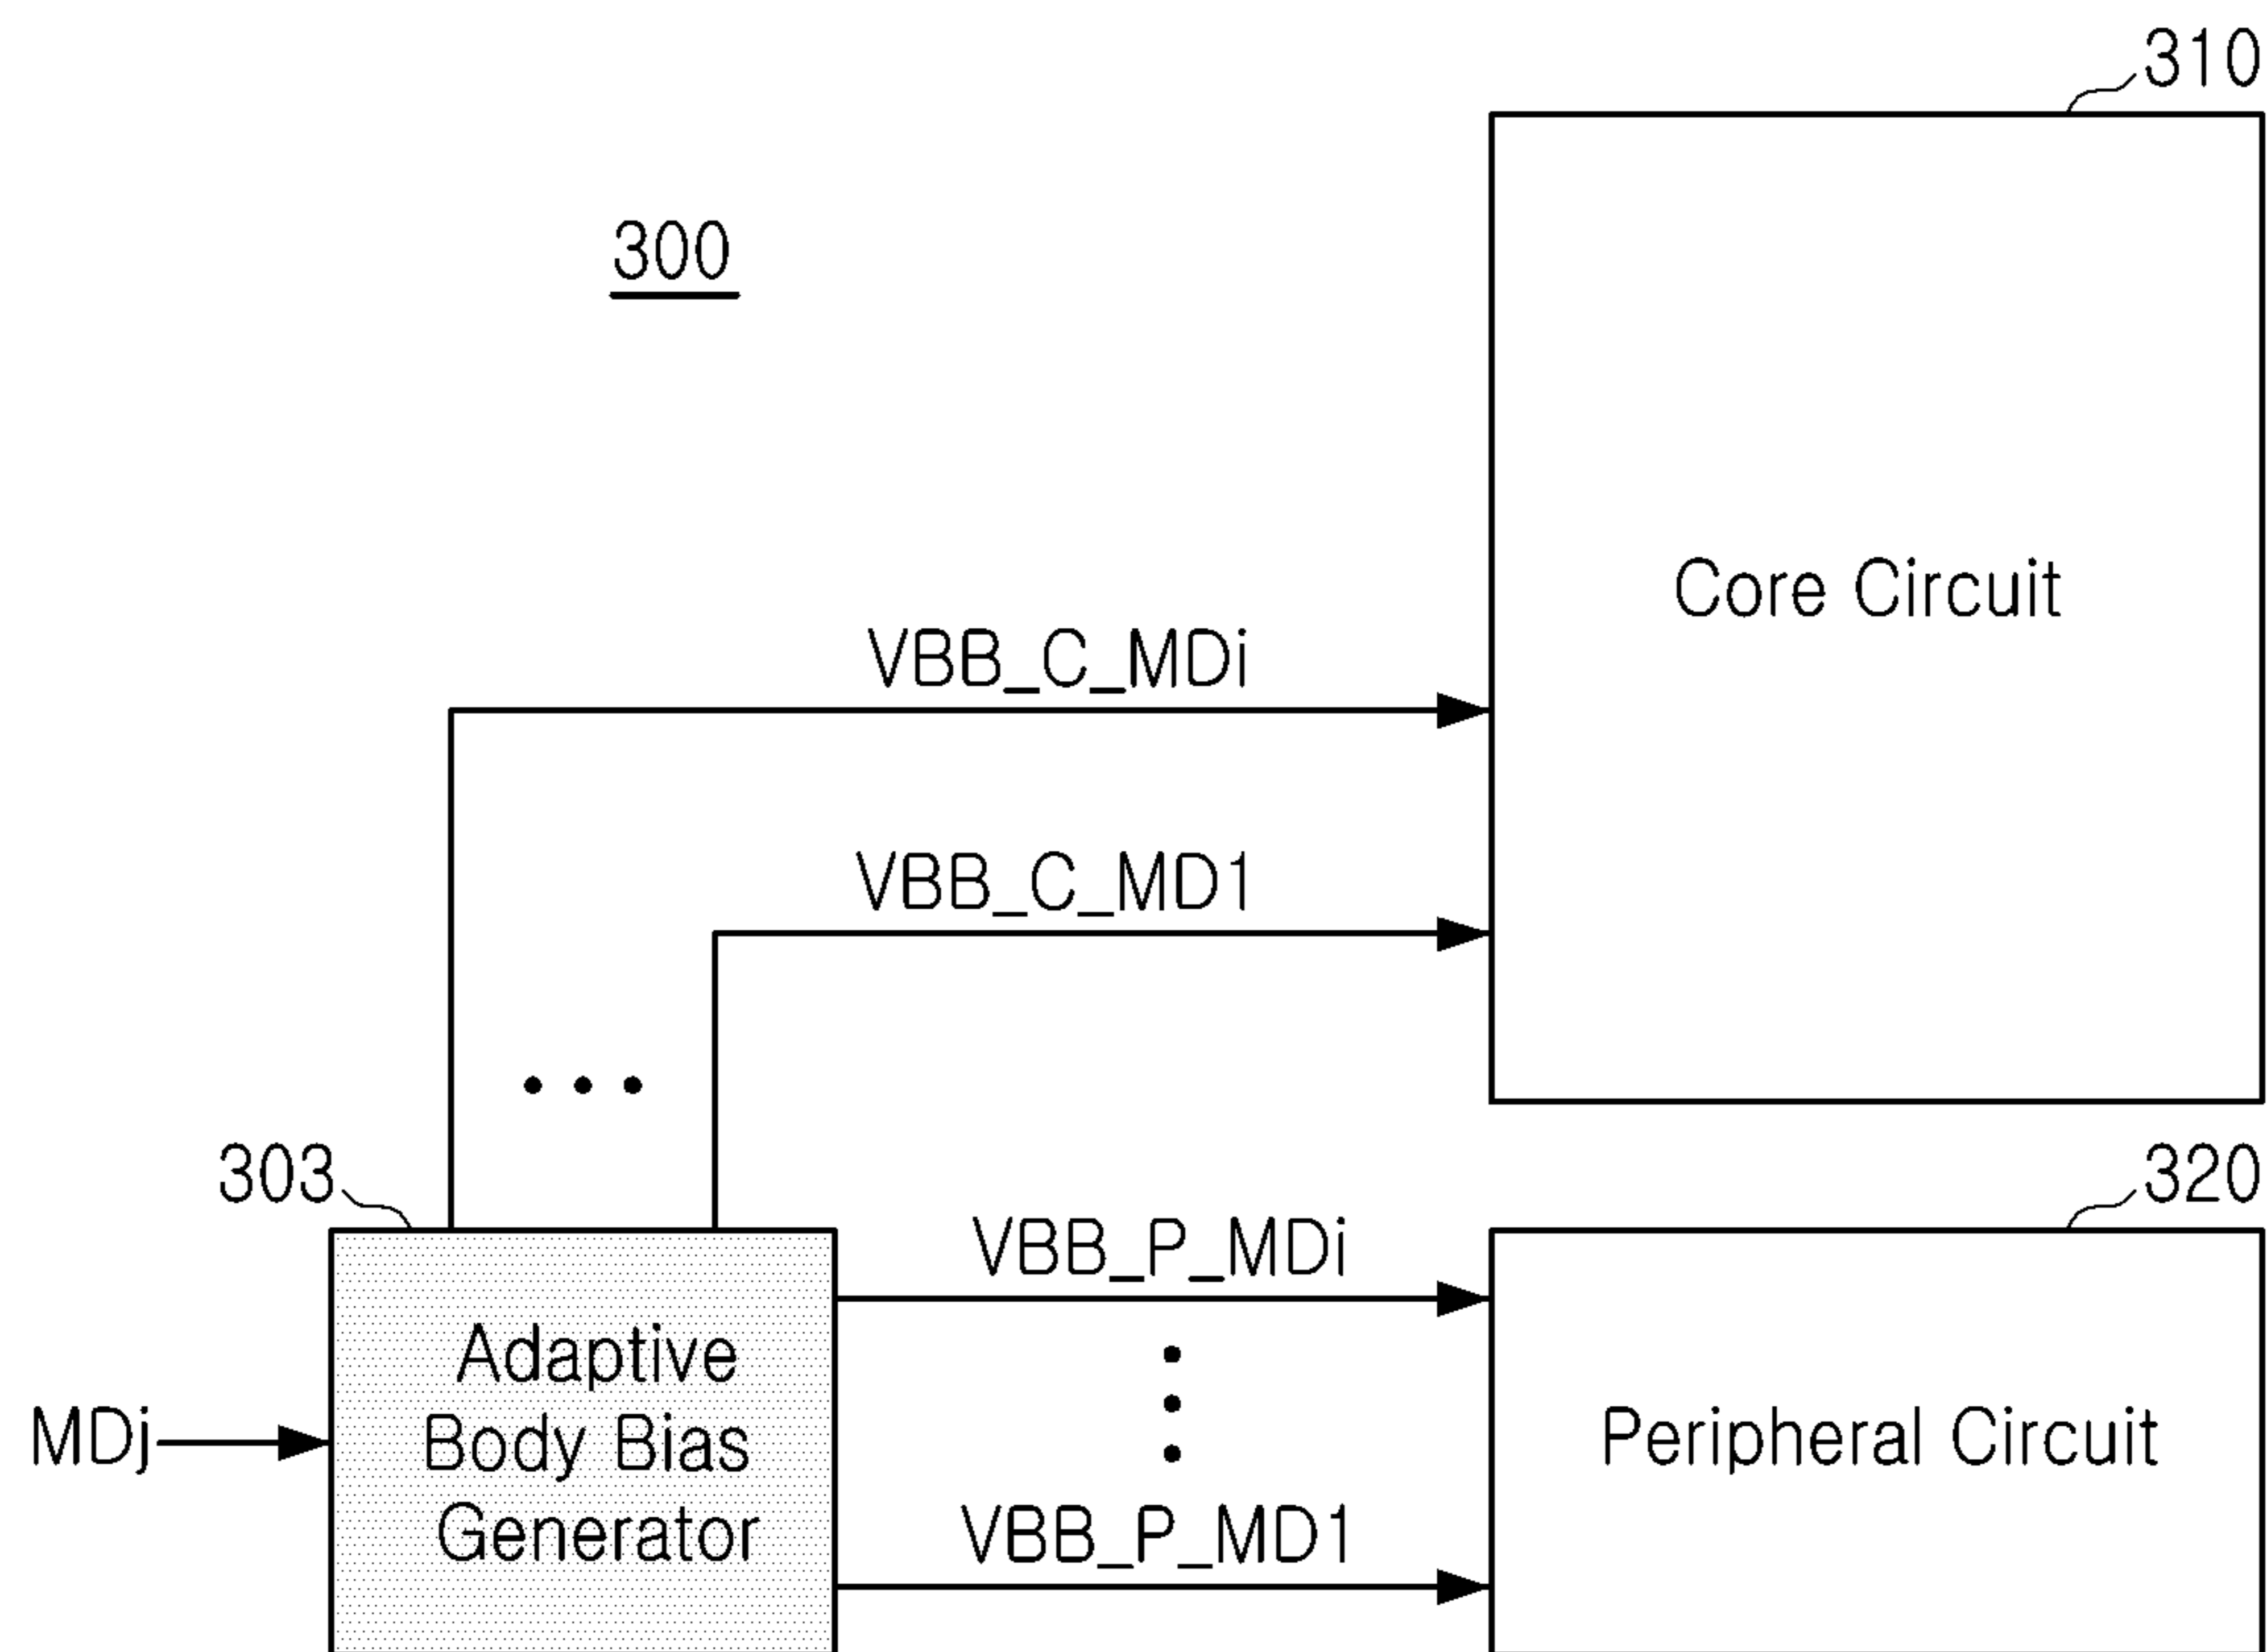 310
300
Core Circuit
VBB_C_MDi
VBB_C_MD1
303
320
VBB_P_MDi
Adaptive
Body Bias
Generator
MDj
Peripheral Circuit
VBB_P_MD1